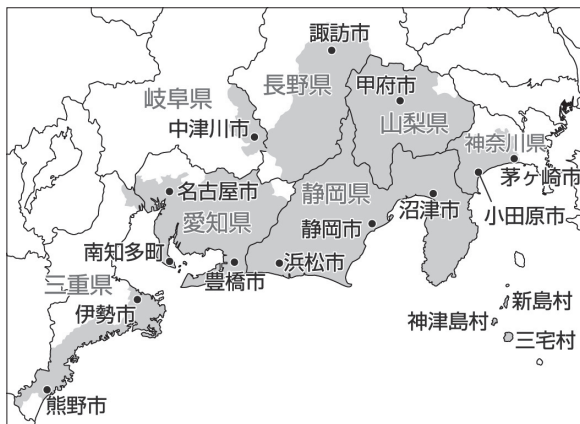 諏訪市
甲府市
長野県
岐阜県
山梨県
中津川市
神奈川県
茅ヶ崎市
名古屋市
静岡県
沼津市
小田原市
愛知県
静岡市
南知多町
豊橋市
浜松市
三重県
伊勢市
新島村
神津島村
三宅村
熊野市